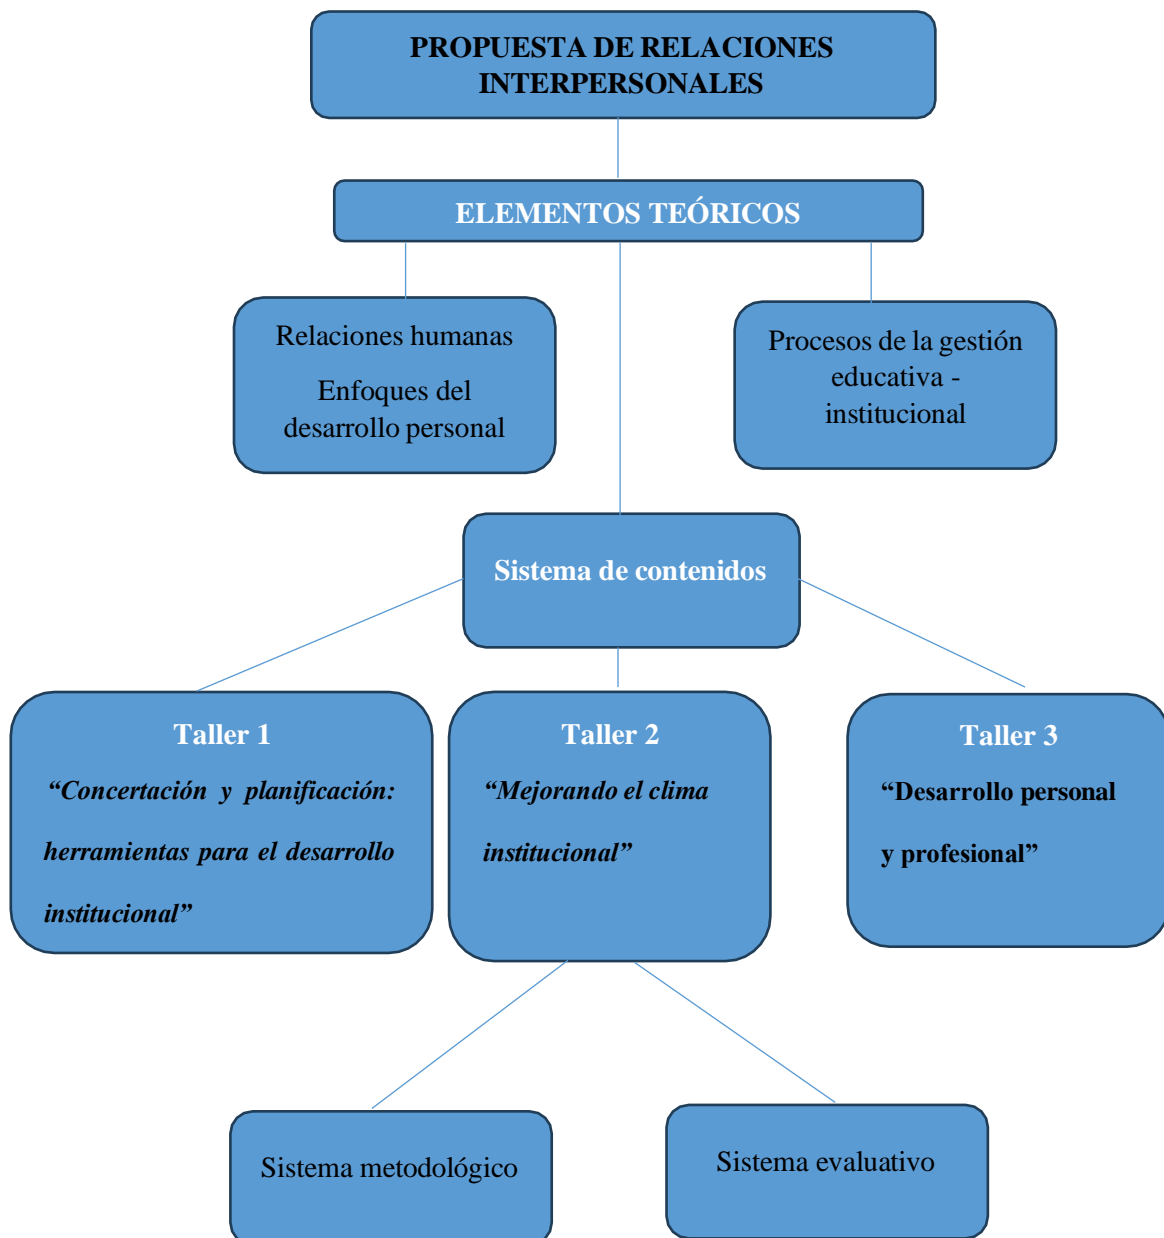 PROPUESTA DE RELACIONES
INTERPERSONALES
ELEMENTOS TEÓRICOS
Relaciones humanas
Enfoques del
desarrollo personal
Procesos de la gestión
educativa -
institucional
Sistema de contenidos
Taller 1
“Concertación y planificación:
herramientas para el desarrollo
institucional”
Taller 2
“Mejorando el clima
institucional”
Taller 3
“Desarrollo personal
y profesional”
Sistema metodológico
Sistema evaluativo